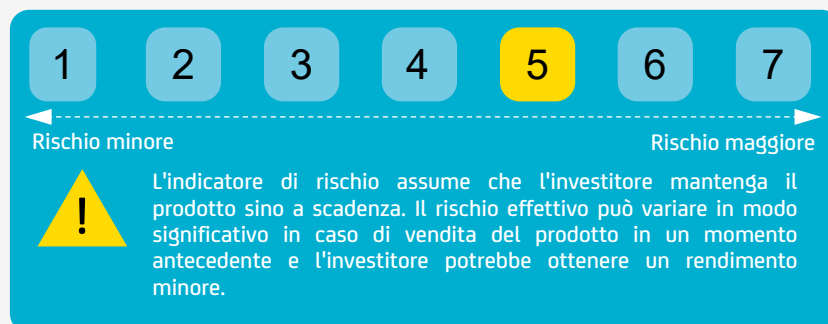 1 2 3 4 5 6 7
Rischio minore Rischio maggiore
! L'indicatore di rischio assume che l'investitore mantenga il
prodotto sino a scadenza. Il rischio effettivo può variare in modo
significativo in caso di vendita del prodotto in un momento
antecedente e l'investitore potrebbe ottenere un rendimento
minore.